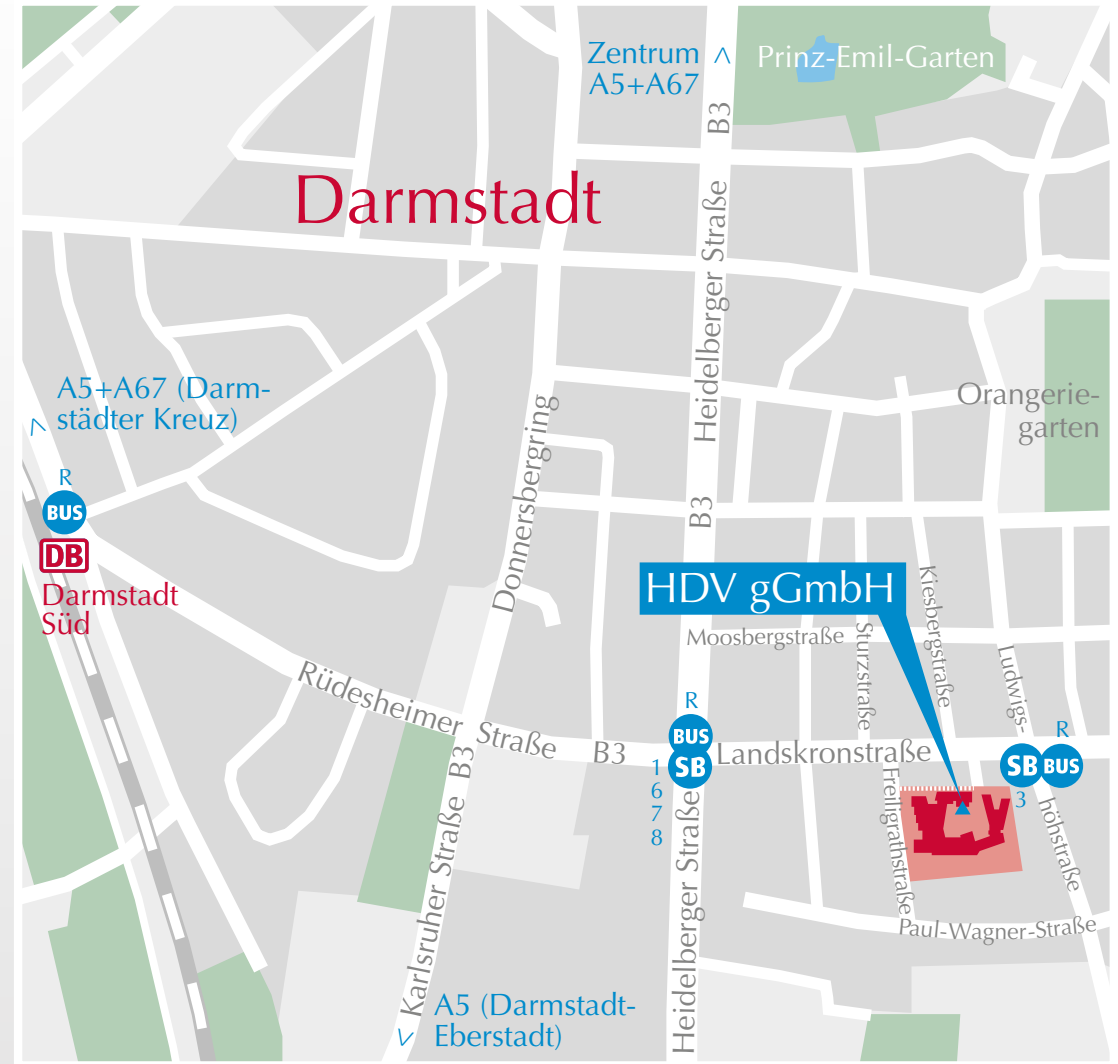 Zentrum
A5+A67
B3
Prinz-Emil-Garten
Darmstadt
Heidelberger Straße
A5+A67 (Darm-
städter Kreuz)
Orangerie-
garten
Donnersbergring
R
BUS
DB
Darmstadt
Süd
B3
HDV gGmbH
Kiesbergstraße
Moosbergstraße
Sturzstraße
Ludwigs-
höhstraße
Rüdesheimer Straße
B3
R
BUS
SB
1
6
7
8
Landskronstraße
R
SB
BUS
3
Freiligrathstraße
Karlsruher Straße B3
Heidelberger Straße
Paul-Wagner-Straße
A5 (Darmstadt-
Eberstadt)